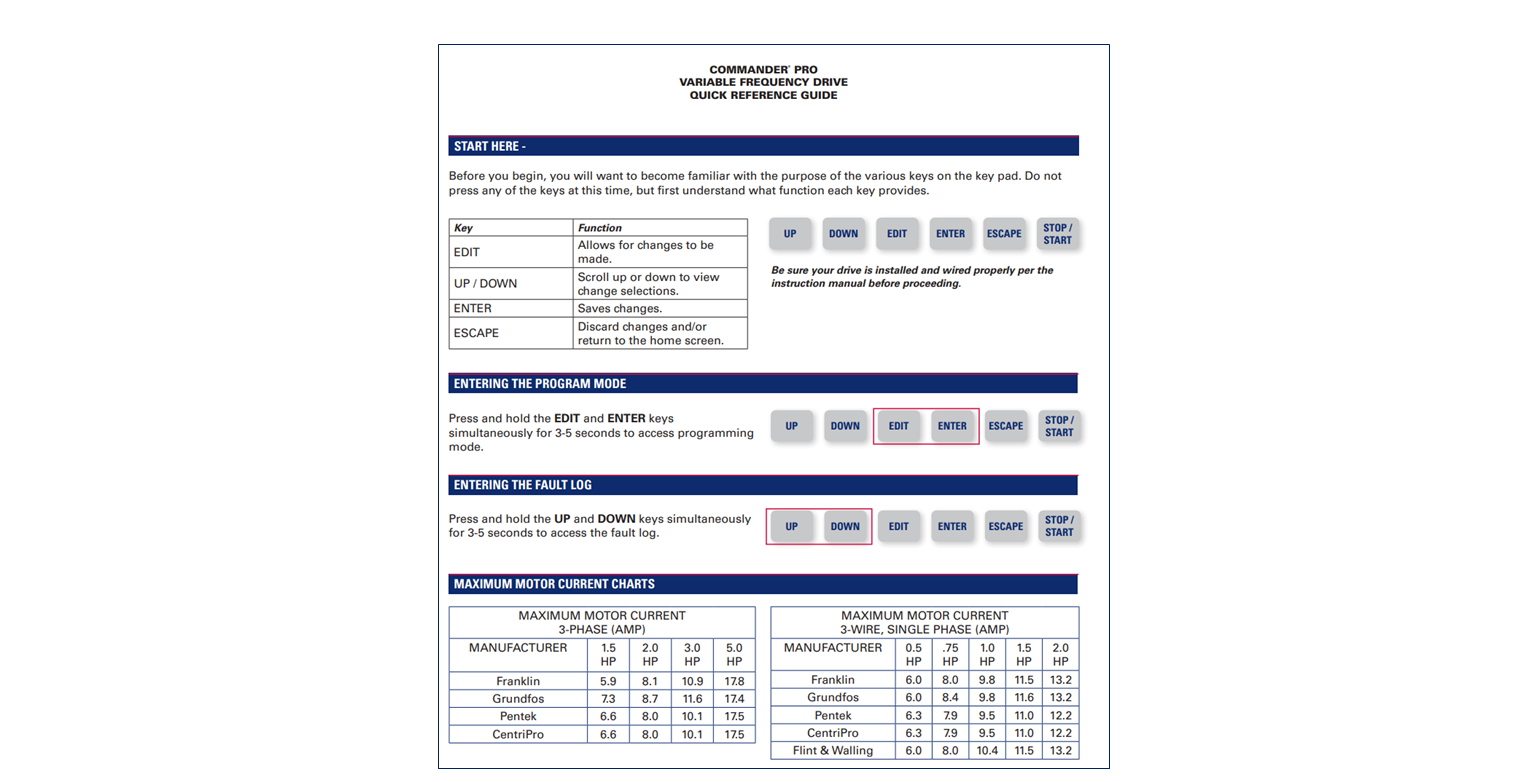 COMMANDER® PRO
VARIABLE FREQUENCY DRIVE
QUICK REFERENCE GUIDE
START HERE -
Before you begin, you will want to become familiar with the purpose of the various keys on the key pad. Do not
press any of the keys at this time, but first understand what function each key provides.
Key Function
EDIT Allows for changes to be
made.
UP / DOWN Scroll up or down to view
change selections.
ENTER Saves changes.
ESCAPE Discard changes and/or
return to the home screen.
UP DOWN EDIT ENTER ESCAPE STOP /
START
Be sure your drive is installed and wired properly per the
instruction manual before proceeding.
ENTERING THE PROGRAM MODE
Press and hold the EDIT and ENTER keys
simultaneously for 3-5 seconds to access programming
mode.
UP DOWN EDIT ENTER ESCAPE STOP /
START
ENTERING THE FAULT LOG
Press and hold the UP and DOWN keys simultaneously
for 3-5 seconds to access the fault log.
UP DOWN EDIT ENTER ESCAPE STOP /
START
MAXIMUM MOTOR CURRENT CHARTS
MAXIMUM MOTOR CURRENT
3-PHASE (AMP)
MANUFACTURER 1.5 2.0 3.0 5.0
HP HP HP HP
Franklin 5.9 8.1 10.9 17.8
Grundfos 7.3 8.7 11.6 17.4
Pentek 6.6 8.0 10.1 17.5
CentriPro 6.6 8.0 10.1 17.5
MAXIMUM MOTOR CURRENT
3-WIRE, SINGLE PHASE (AMP)
MANUFACTURER 0.5 .75 1.0 1.5 2.0
HP HP HP HP HP
Franklin 6.0 8.0 9.8 11.5 13.2
Grundfos 6.0 8.4 9.8 11.6 13.2
Pentek 6.3 7.9 9.5 11.0 12.2
CentriPro 6.3 7.9 9.5 11.0 12.2
Flint & Walling 6.0 8.0 10.4 11.5 13.2